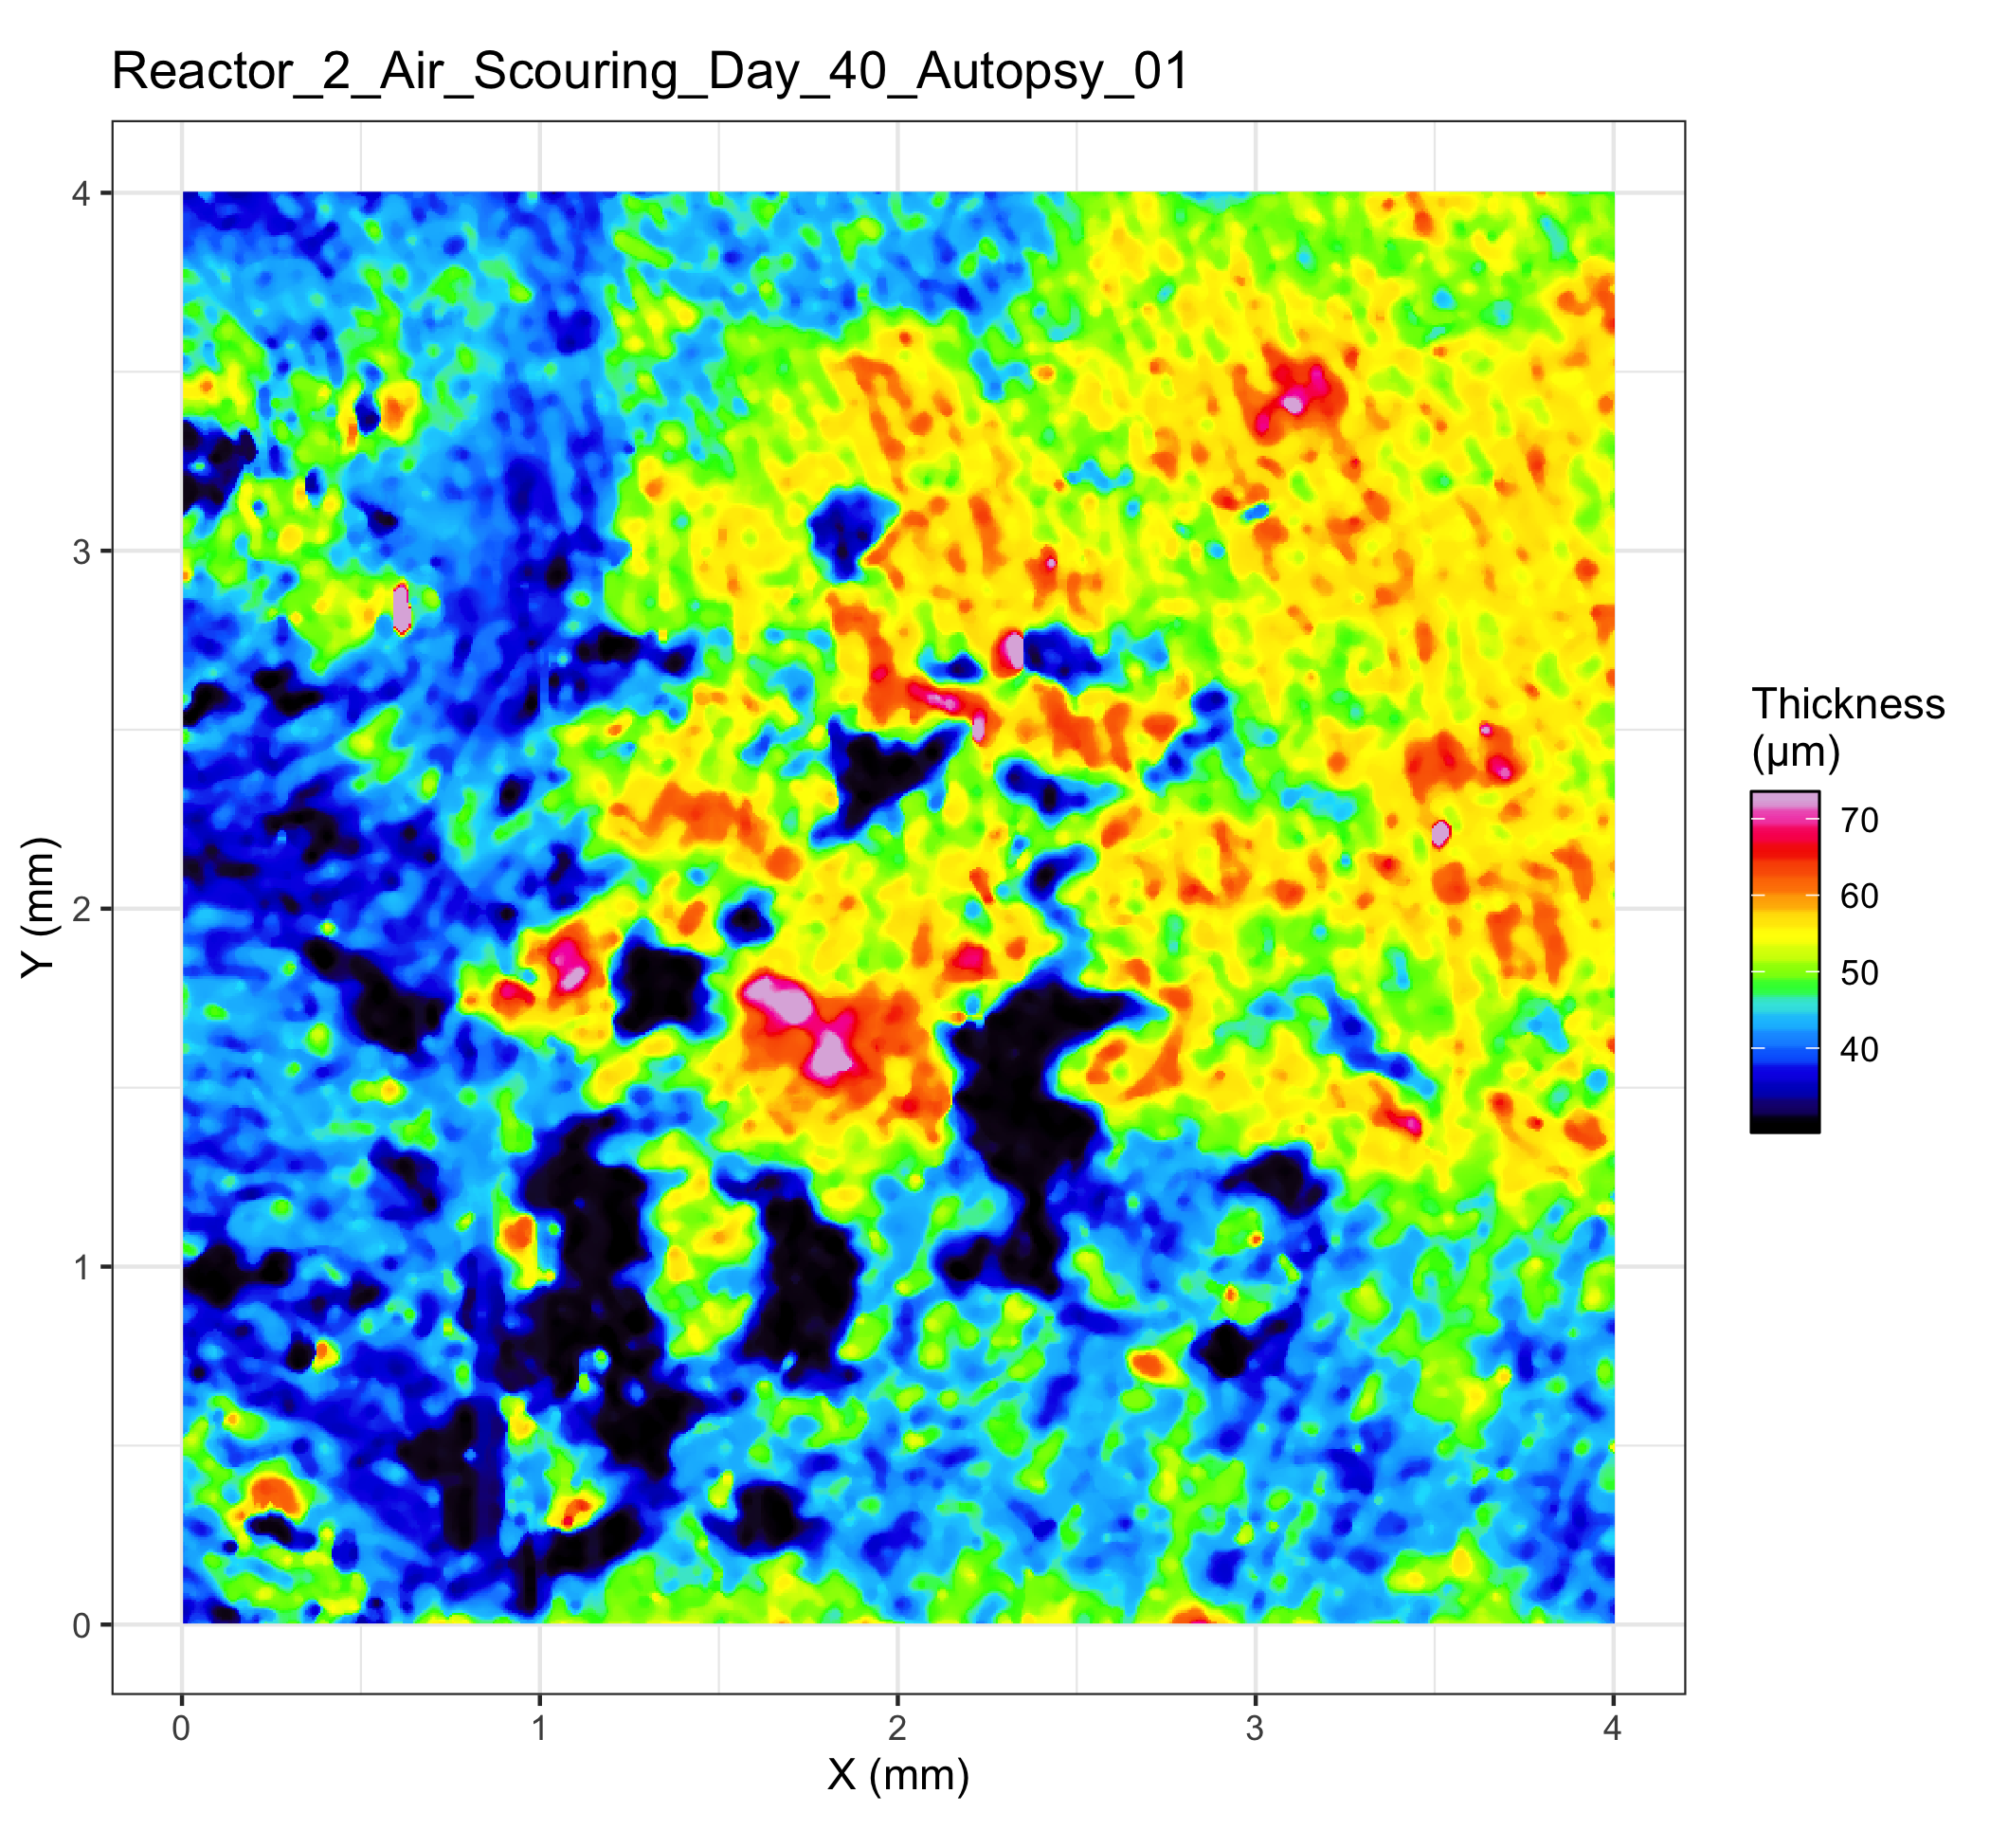 Reactor_2_Air_Scouring_Day_40_Autopsy_01
4
3
2
1
0
Y (mm)
0 1 2 3 4
X (mm)
Thickness
(μm)
70
60
50
40